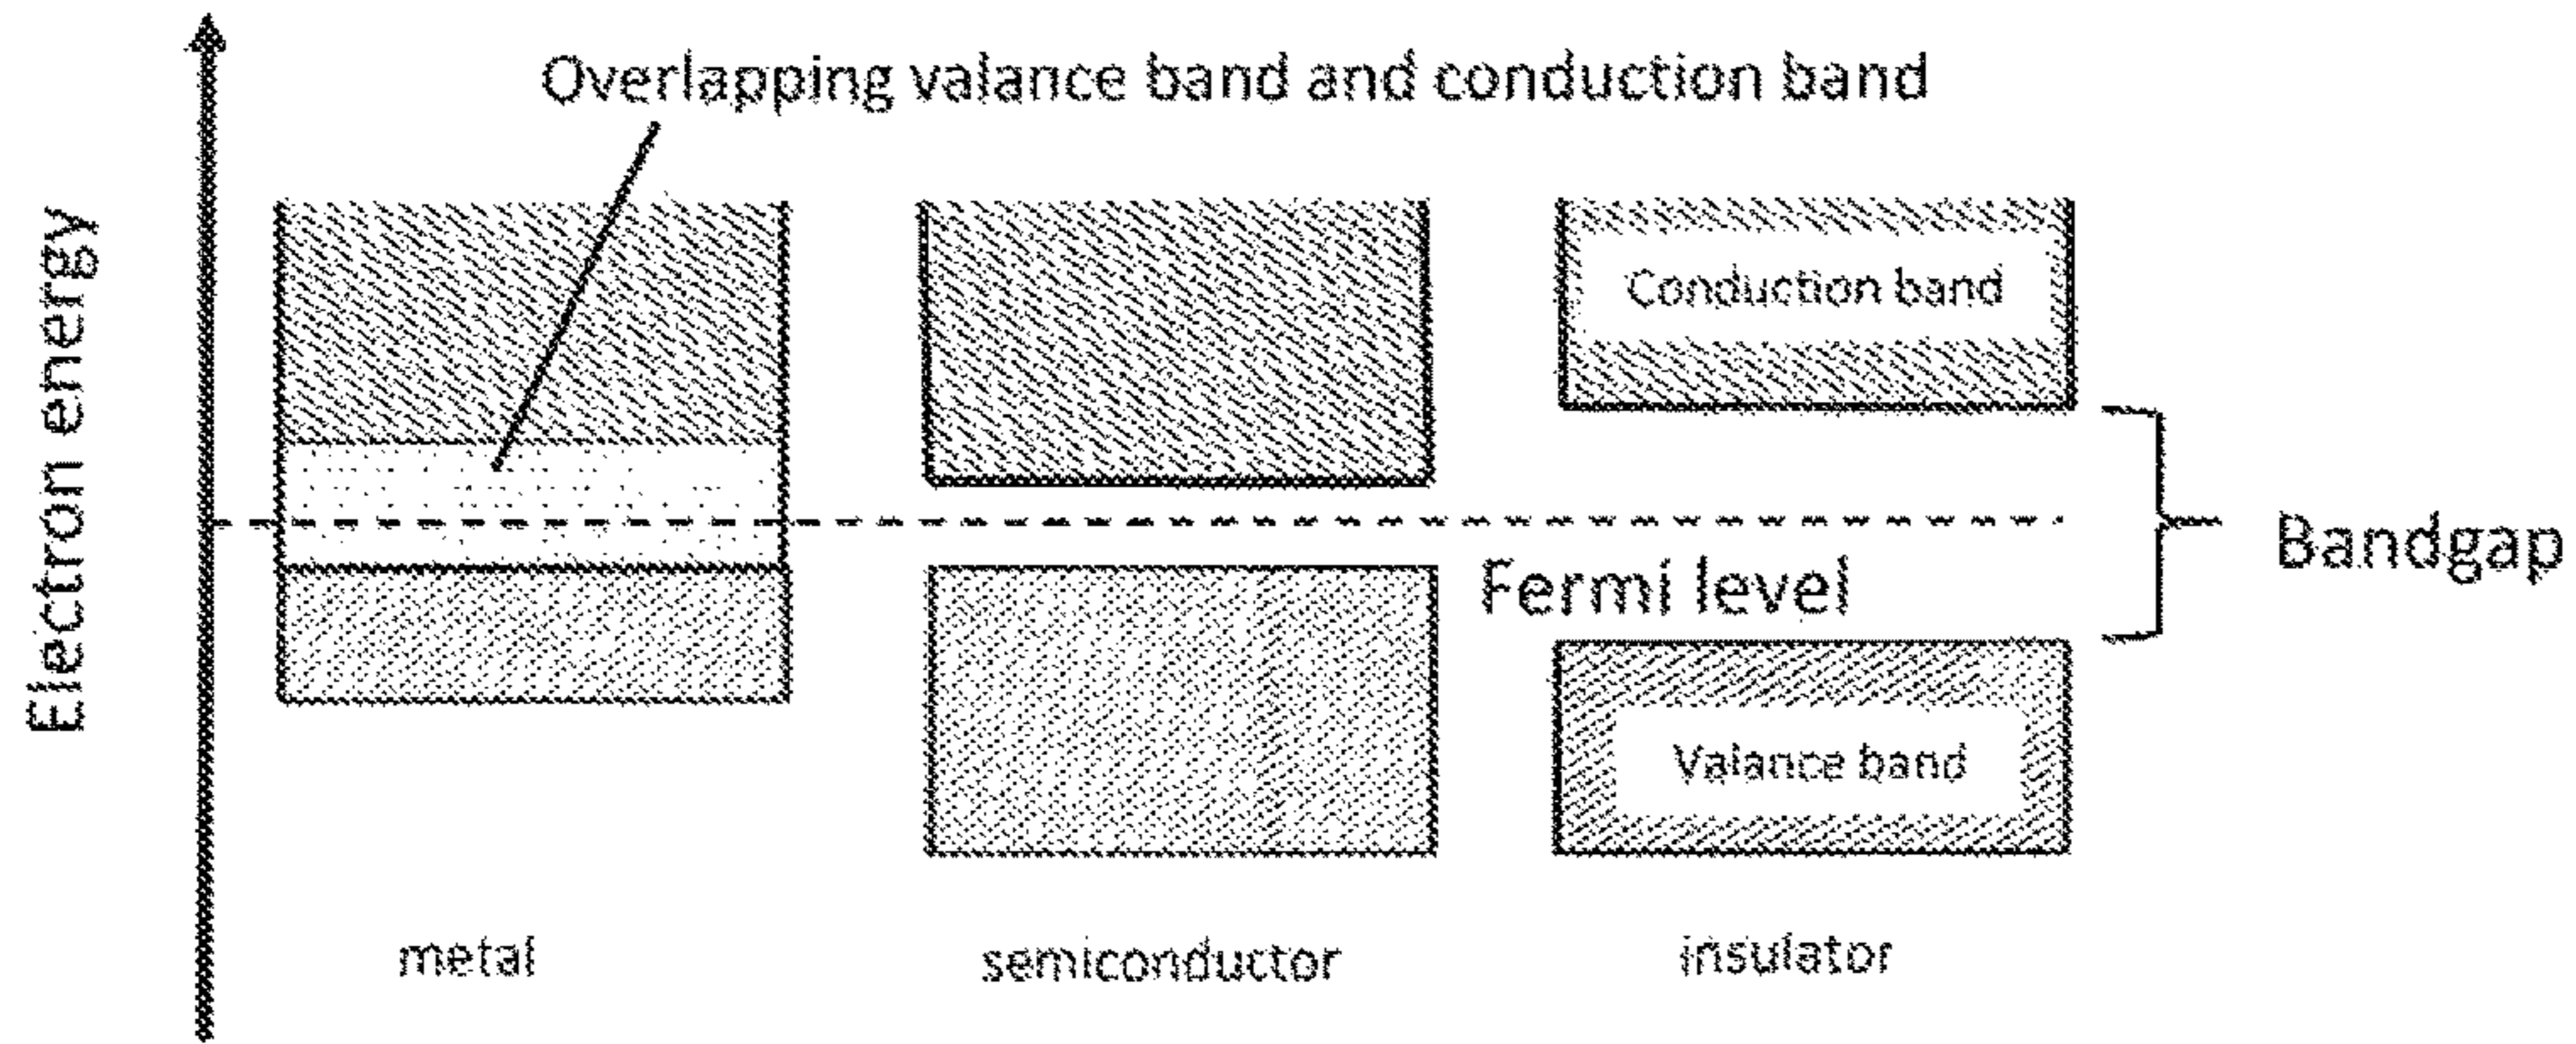 Overlapping valance band and conduction band
Electron energy
Conduction band
Bandgap
Fermi level
Valance band
metal
semiconductor
insulator